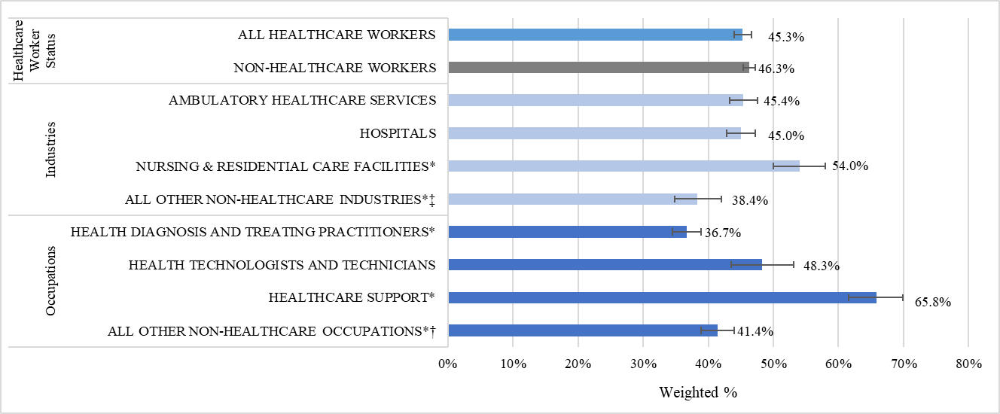 Healthcare
Worker
Status
ALL HEALTHCARE WORKERS
45.3%
NON-HEALTHCARE WORKERS
46.3%
Industries
AMBULATORY HEALTHCARE SERVICES
45.4%
HOSPITALS
45.0%
NURSING & RESIDENTIAL CARE FACILITIES*
54.0%
ALL OTHER NON-HEALTHCARE INDUSTRIES*‡
38.4%
Occupations
HEALTH DIAGNOSIS AND TREATING PRACTITIONERS*
36.7%
HEALTH TECHNOLOGISTS AND TECHNICIANS
48.3%
HEALTHCARE SUPPORT*
65.8%
ALL OTHER NON-HEALTHCARE OCCUPATIONS*†
41.4%
0% 10% 20% 30% 40% 50% 60% 70% 80%
Weighted %